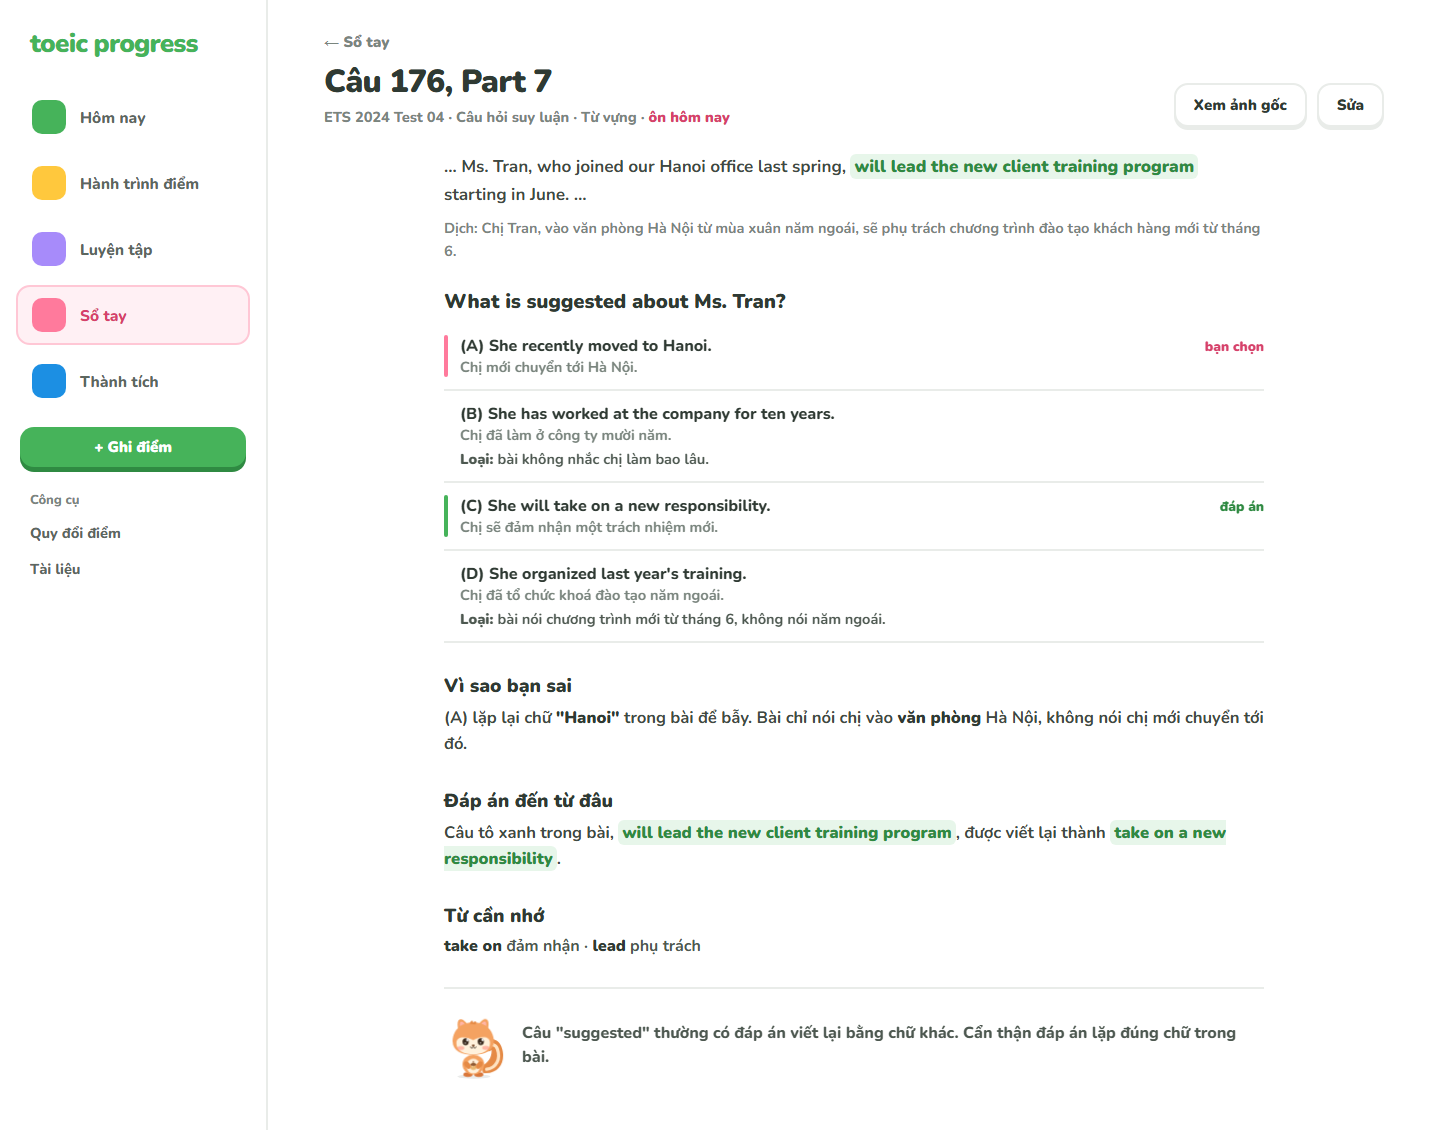 toeic progress
Hôm nay
Hành trình điểm
Luyện tập
Sổ tay
Thành tích
+ Ghi điểm
Công cụ
Quy đổi điểm
Tài liệu
← Sổ tay
Câu 176, Part 7
ETS 2024 Test 04 · Câu hỏi suy luận · Từ vựng · ôn hôm nay
Xem ảnh gốc
Sửa
... Ms. Tran, who joined our Hanoi office last spring, will lead the new client training program
starting in June. ...
Dịch: Chị Tran, vào văn phòng Hà Nội từ mùa xuân năm ngoái, sẽ phụ trách chương trình đào tạo khách hàng mới từ tháng
6.
What is suggested about Ms. Tran?
(A) She recently moved to Hanoi.
bạn chọn
Chị mới chuyển tới Hà Nội.
(B) She has worked at the company for ten years.
Chị đã làm ở công ty mười năm.
Loại: bài không nhắc chị làm bao lâu.
(C) She will take on a new responsibility.
đáp án
Chị sẽ đảm nhận một trách nhiệm mới.
(D) She organized last year's training.
Chị đã tổ chức khoá đào tạo năm ngoái.
Loại: bài nói chương trình mới từ tháng 6, không nói năm ngoái.
Vì sao bạn sai
(A) lặp lại chữ "Hanoi" trong bài để bẫy. Bài chỉ nói chị vào văn phòng Hà Nội, không nói chị mới chuyển tới
đó.
Đáp án đến từ đâu
Câu tô xanh trong bài, will lead the new client training program, được viết lại thành take on a new
responsibility.
Từ cần nhớ
take on đảm nhận · lead phụ trách
Câu "suggested" thường có đáp án viết lại bằng chữ khác. Cẩn thận đáp án lặp đúng chữ trong
bài.